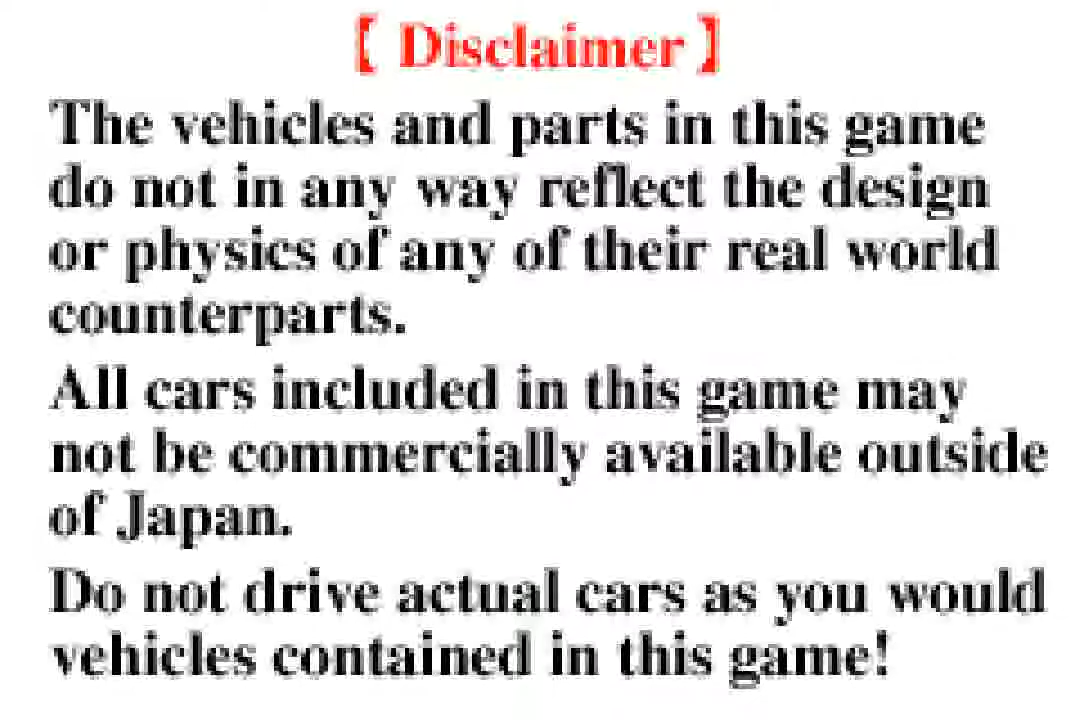 【 Disclaimer 】
The vehicles and parts in this game
do not in any way reflect the design
or physics of any of their real world
counterparts.
All cars included in this game may
not be commercially available outside
of Japan.
Do not drive actual cars as you would
vehicles contained in this game!